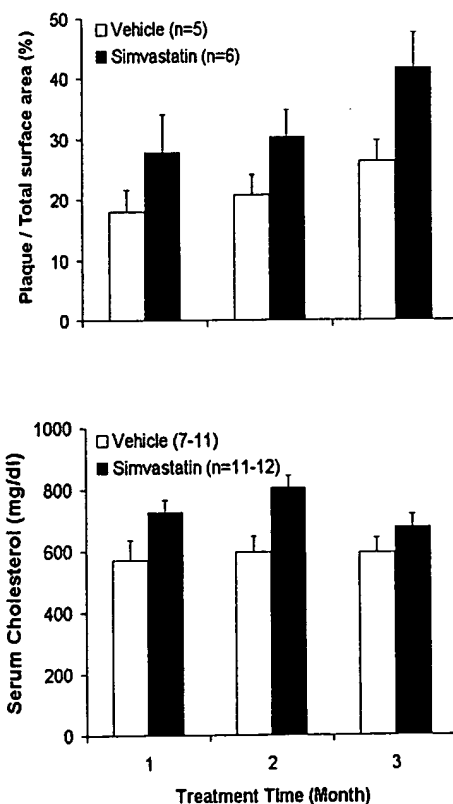 Plaque / Total surface area (%)
50
40
30
20
10
0
Vehicle (n=5)
Simvastatin (n=6)
Serum Cholesterol (mg/dl)
1000
800
600
400
200
0
Vehicle (7-11)
Simvastatin (n=11-12)
1 2 3
Treatment Time (Month)